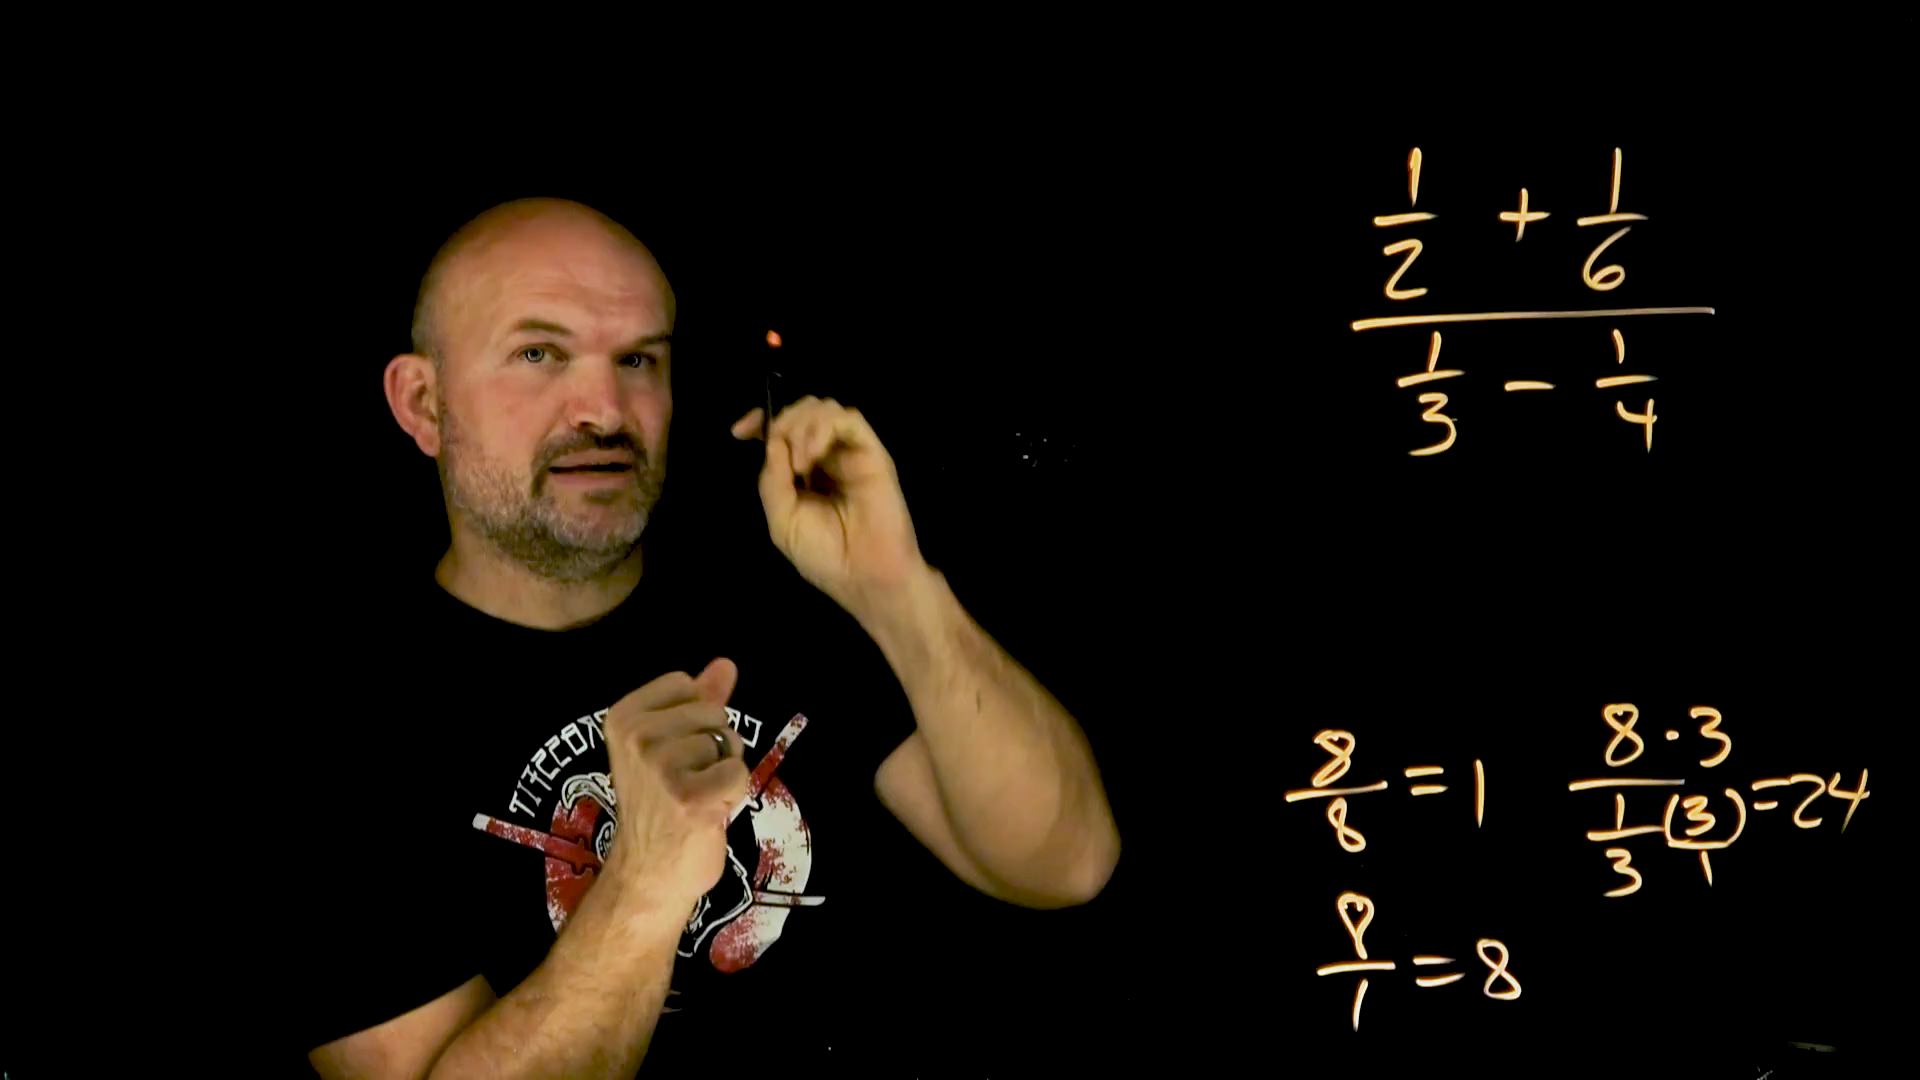 1/2 + 1/6
1/3 - 1/4
8/8 = 1
8 · 3
1/3 (3/1) = 24
8/1 = 8